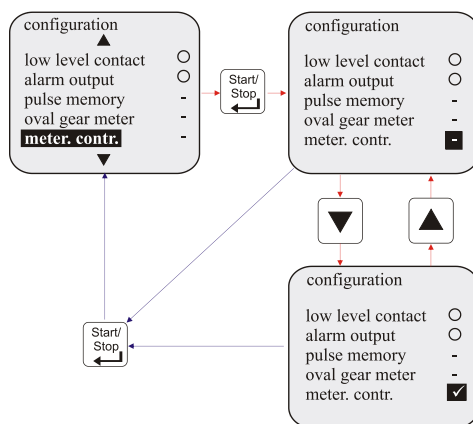 configuration
low level contact
alarm output
pulse memory -
oval gear meter -
meter. contr. -
Start/
Stop
configuration
low level contact
alarm output
pulse memory -
oval gear meter -
meter. contr. -
configuration
low level contact
alarm output
pulse memory -
oval gear meter -
meter. contr. ✓
Start/
Stop